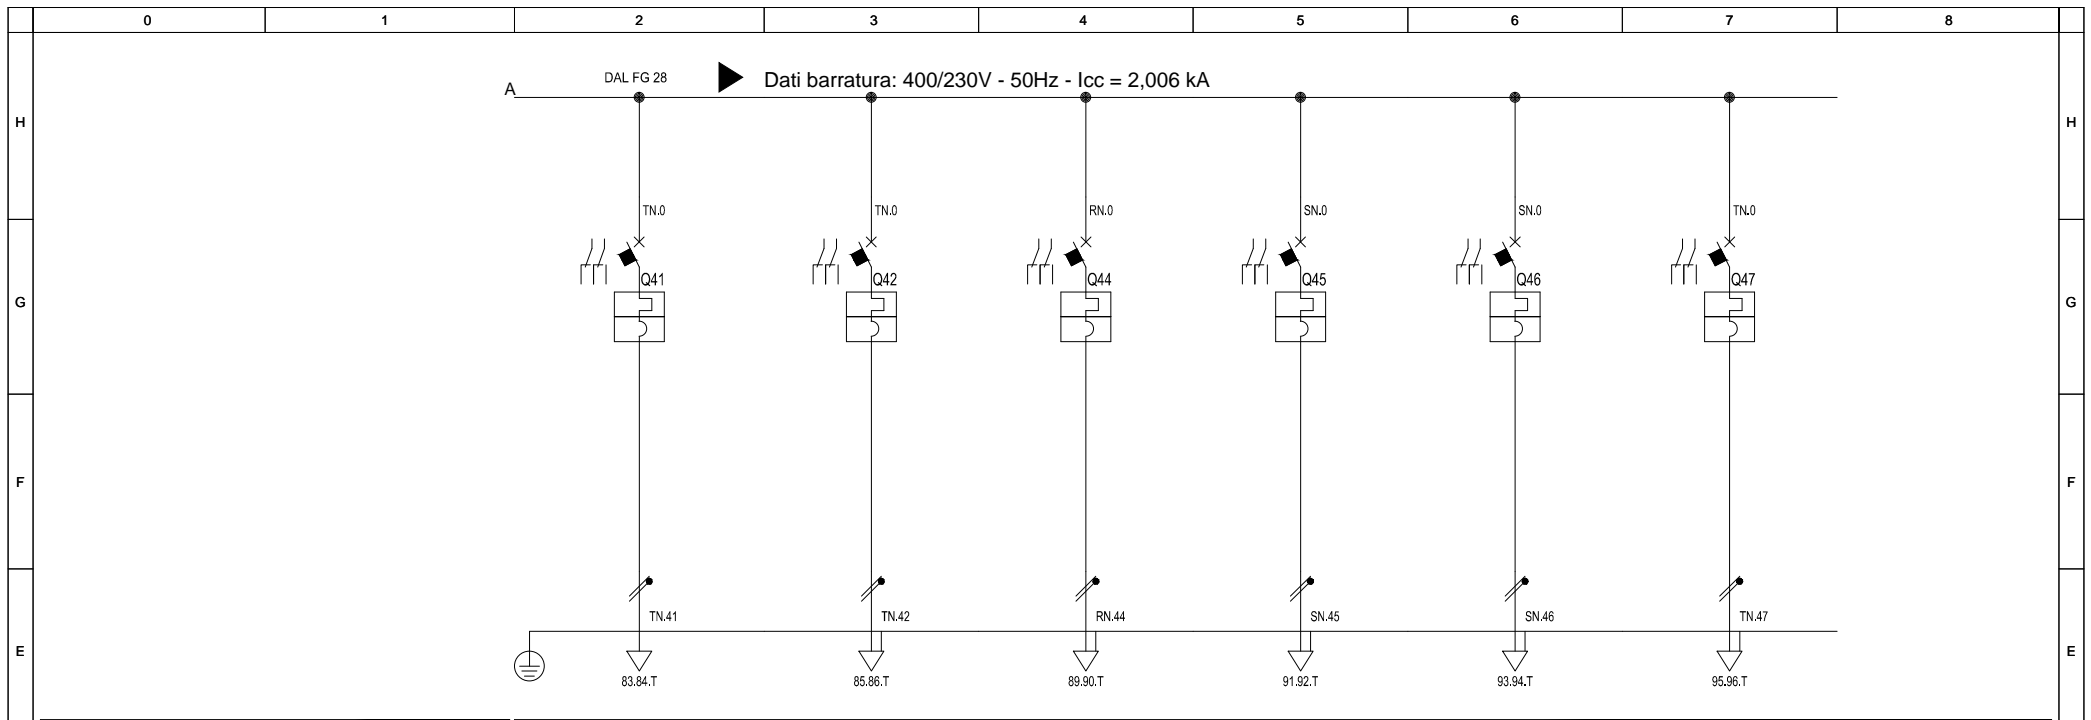 0 1 2 3 4 5 6 7 8
DAL FG 28 Dati barratura: 400/230V - 50Hz - Icc = 2,006 kA
A
H H
TN.0 TN.0 RN.0 SN.0 SN.0 TN.0
Q41 Q42 Q44 Q45 Q46 Q47
G G
F F
TN.41 TN.42 RN.44 SN.45 SN.46 TN.47
E E
83.84.T 85.86.T 89.90.T 91.92.T 93.94.T 95.96.T